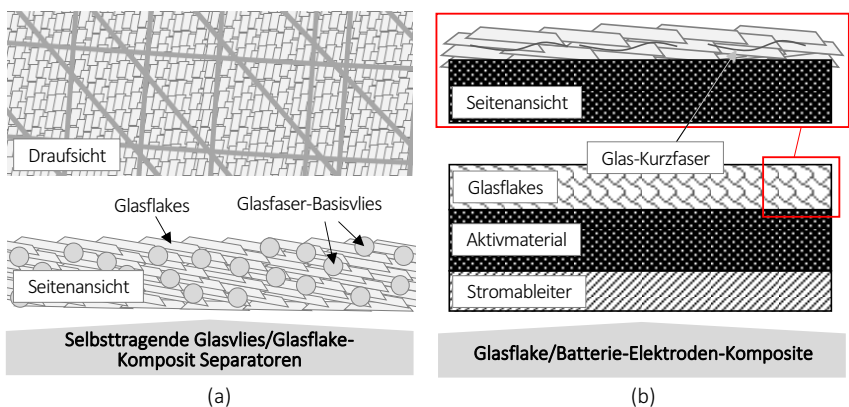 Draufsicht
Glasflakes
Glasfaser-Basisvlies
Seitenansicht
Selbsttragende Glasvlies/Glasflake-
Komposit Separatoren
(a)
Seitenansicht
Glas-Kurzfaser
Glasflakes
Aktivmaterial
Stromableiter
Glasflake/Batterie-Elektroden-Komposite
(b)